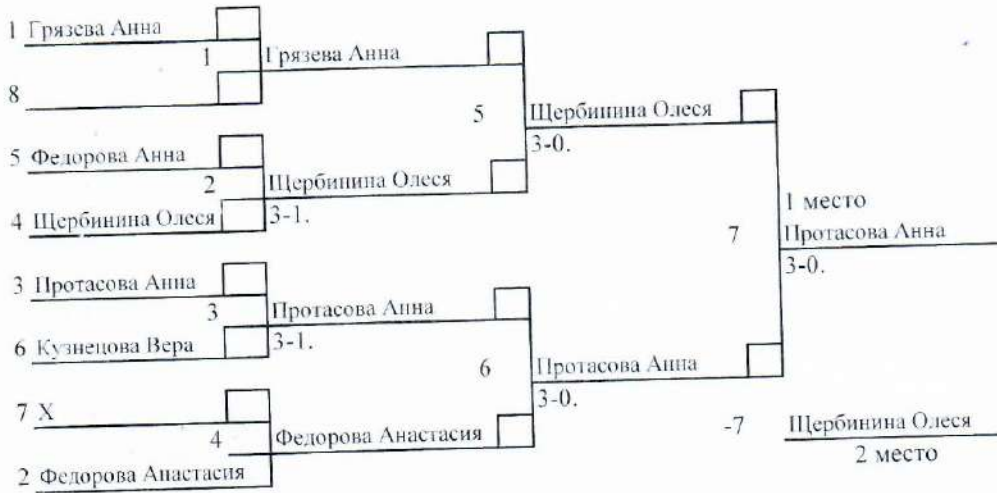 1 Грязева Анна
1
Грязева Анна
8
5
Щербинина Олеся
3-0.
5 Федорова Анна
2
Щербинина Олеся
3-1.
4 Щербинина Олеся
7
1 место
Протасова Анна
3-0.
3 Протасова Анна
3
Протасова Анна
3-1.
6 Кузнецова Вера
6
Протасова Анна
3-0.
7 X
4
Федорова Анастасия
2 Федорова Анастасия
-7
Щербинина Олеся
2 место